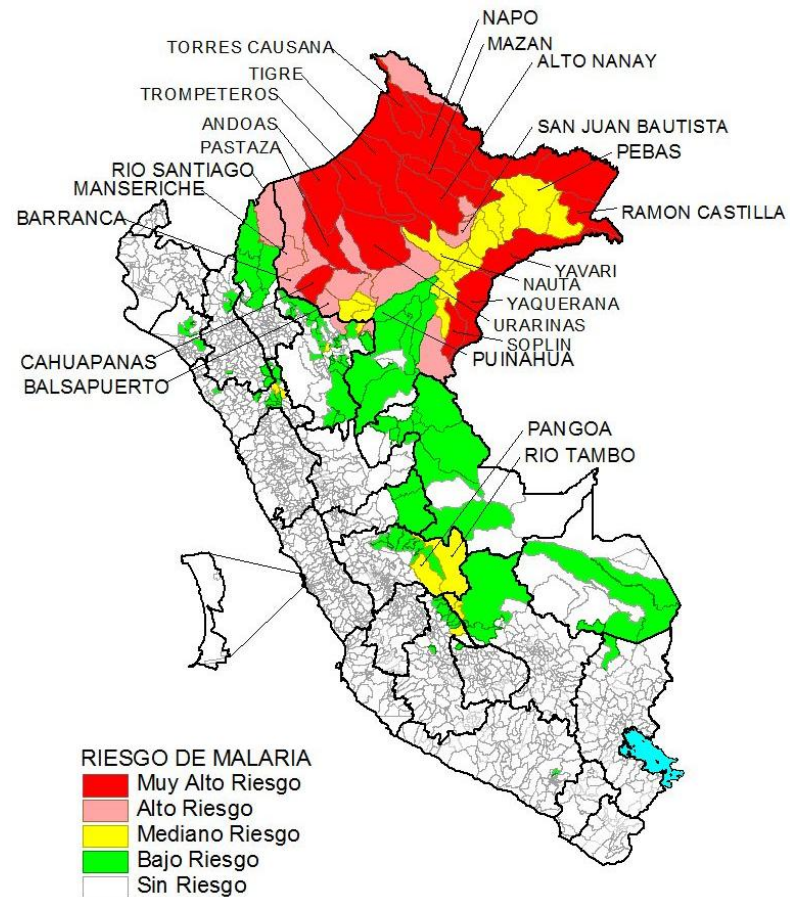 NAPO
MAZAN
TORRES CAUSANA
ALTO NANAY
TIGRE
TROMPETEROS
ANDOAS
SAN JUAN BAUTISTA
PASTAZA
PEBAS
RIO SANTIAGO
MANSERICHE
BARRANCA
RAMON CASTILLA
YAVARI
NAUTA
YAQUERANA
URARINAS
SOPLIN
PUINAHUA
CAHUAPANAS
BALSAPUERTO
PANGOA
RIO TAMBO
RIESGO DE MALARIA
Muy Alto Riesgo
Alto Riesgo
Mediano Riesgo
Bajo Riesgo
Sin Riesgo